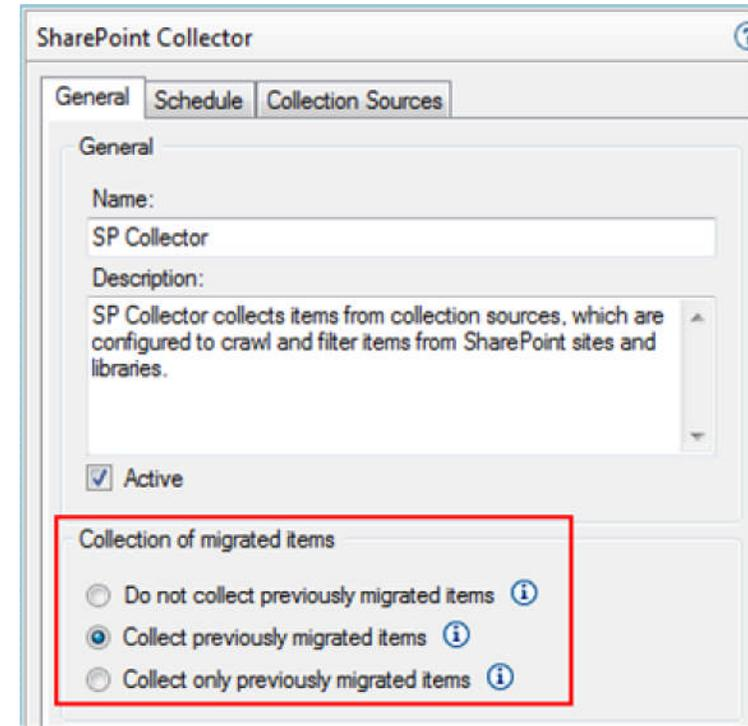 SharePoint Collector
General Schedule Collection Sources
General
Name:
SP Collector
Description:
SP Collector collects items from collection sources, which are
configured to crawl and filter items from SharePoint sites and
libraries.
Active
Collection of migrated items
Do not collect previously migrated items
Collect previously migrated items
Collect only previously migrated items